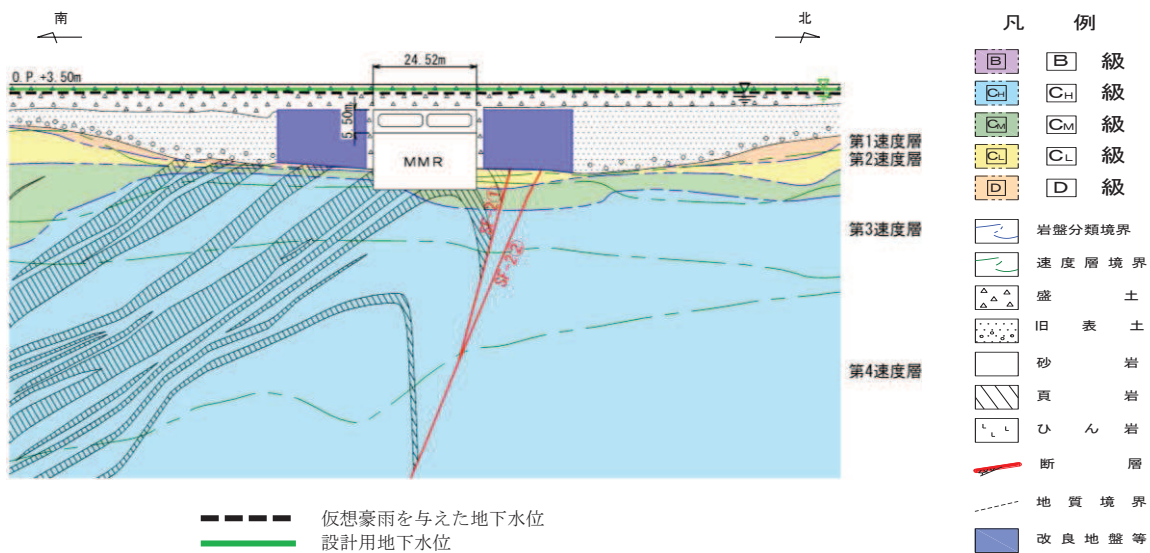 南
北
24.52m
O.P.+3.50m
5.50m
MMR
SF-2①
SF-2②
第1速度層
第2速度層
第3速度層
第4速度層
仮想豪雨を与えた地下水位
設計用地下水位
凡 例
B B 級
CH CH 級
CM CM 級
CL CL 級
D D 級
岩盤分類境界
速度層境界
盛土
旧表土
砂岩
頁岩
ひん岩
断層
地質境界
改良地盤等